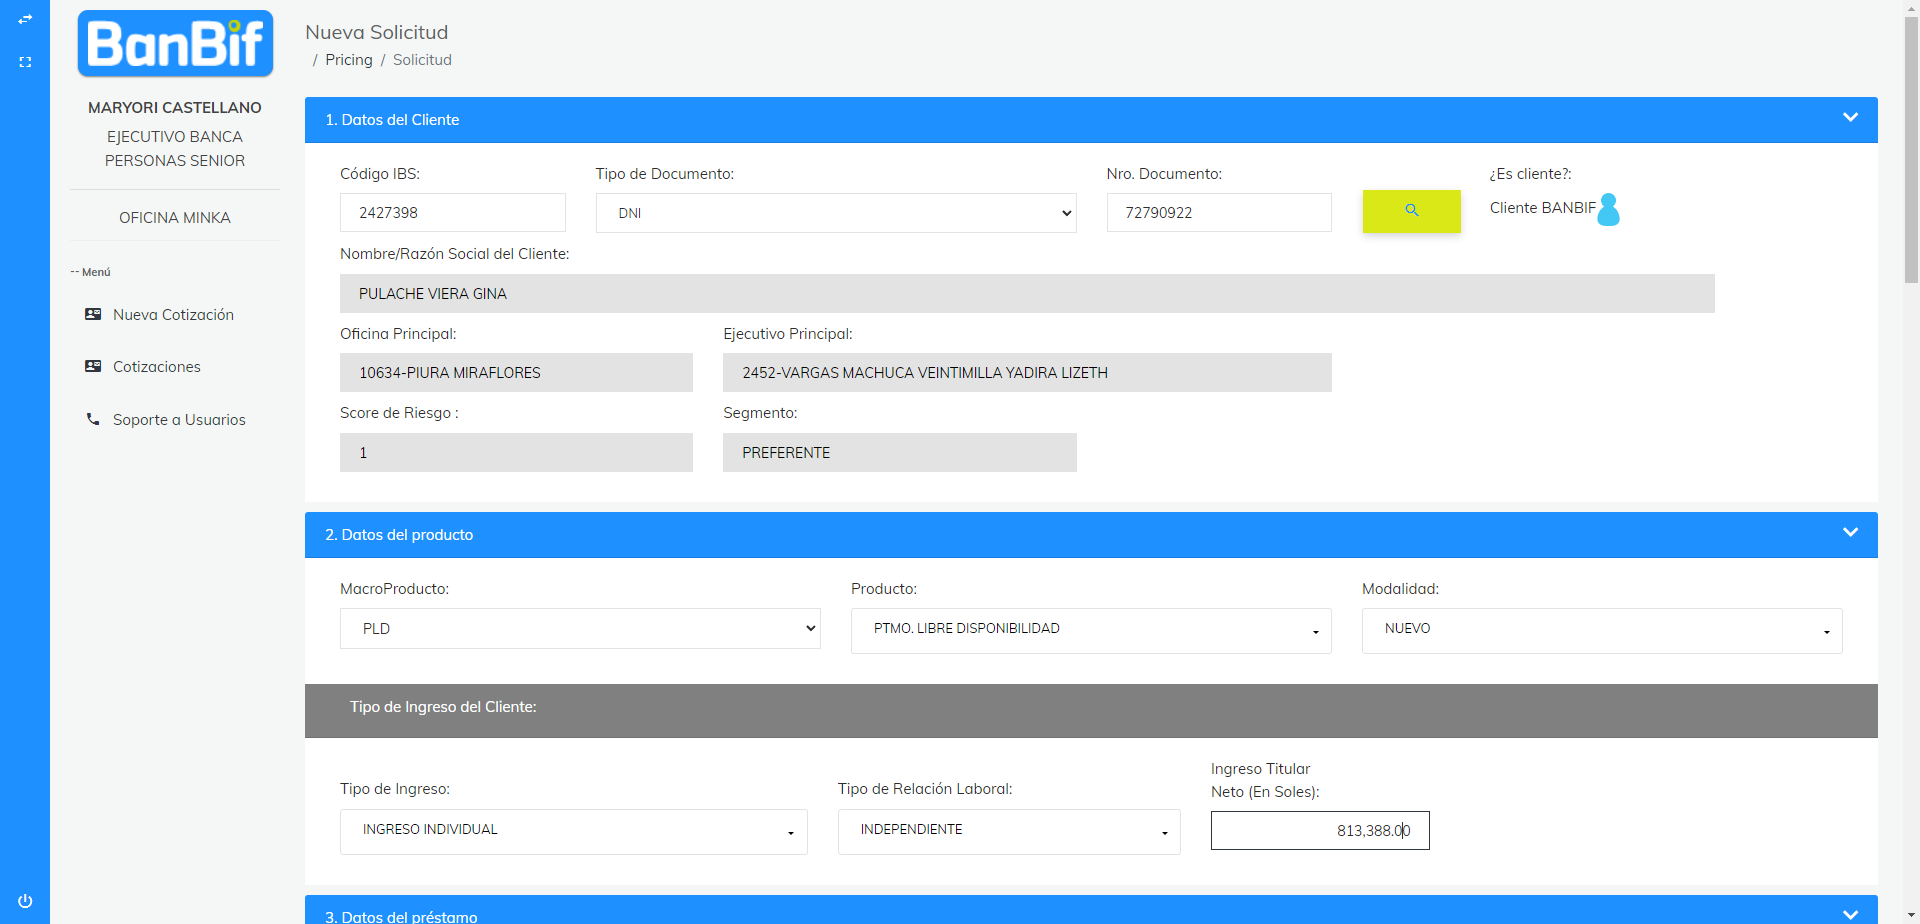 BanBif
MARYORI CASTELLANO
EJECUTIVO BANCA
PERSONAS SENIOR
OFICINA MINKA
-- Menú
Nueva Cotización
Cotizaciones
Soporte a Usuarios
Nueva Solicitud
/ Pricing / Solicitud
1. Datos del Cliente
Código IBS:
Tipo de Documento:
Nro. Documento:
¿Es cliente?:
2427398
DNI
72790922
Cliente BANBIF
Nombre/Razón Social del Cliente:
PULACHE VIERA GINA
Oficina Principal:
Ejecutivo Principal:
10634-PIURA MIRAFLORES
2452-VARGAS MACHUCA VEINTIMILLA YADIRA LIZETH
Score de Riesgo :
Segmento:
1
PREFERENTE
2. Datos del producto
MacroProducto:
Producto:
Modalidad:
PLD
PTMO. LIBRE DISPONIBILIDAD
NUEVO
Tipo de Ingreso del Cliente:
Tipo de Ingreso:
Tipo de Relación Laboral:
Ingreso Titular
Neto (En Soles):
INGRESO INDIVIDUAL
INDEPENDIENTE
813,388.00
3. Datos del préstamo